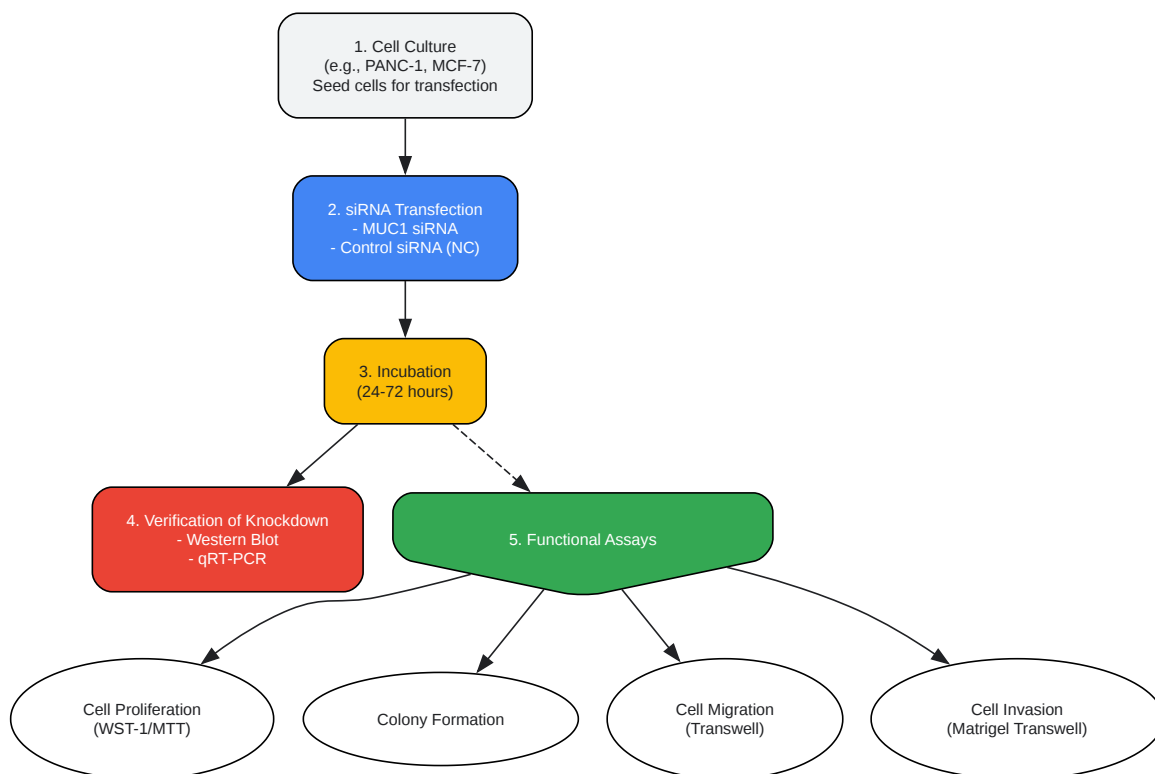 1. Cell Culture
(e.g., PANC-1, MCF-7)
Seed cells for transfection
2. siRNA Transfection
- MUC1 siRNA
- Control siRNA (NC)
3. Incubation
(24-72 hours)
4. Verification of Knockdown
- Western Blot
- qRT-PCR
5. Functional Assays
Cell Proliferation
(WST-1/MTT)
Colony Formation
Cell Migration
(Transwell)
Cell Invasion
(Matrigel Transwell)